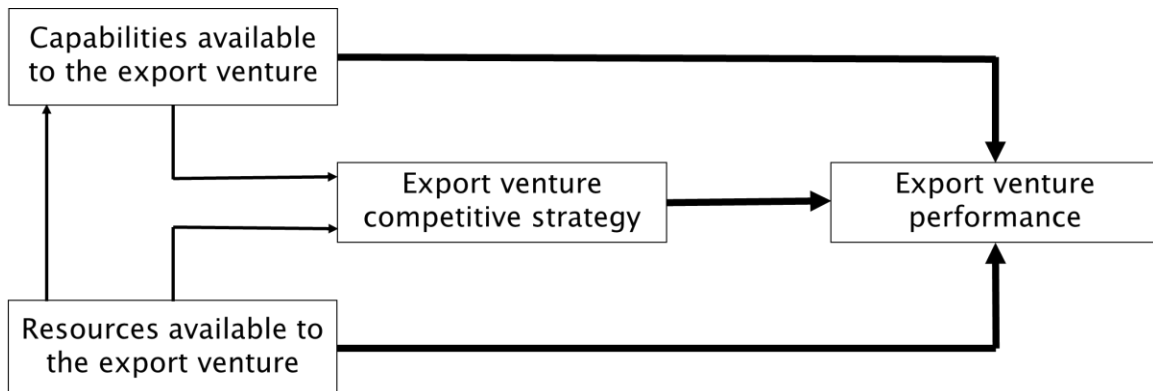 Capabilities available
to the export venture
Export venture
competitive strategy
Export venture
performance
Resources available to
the export venture